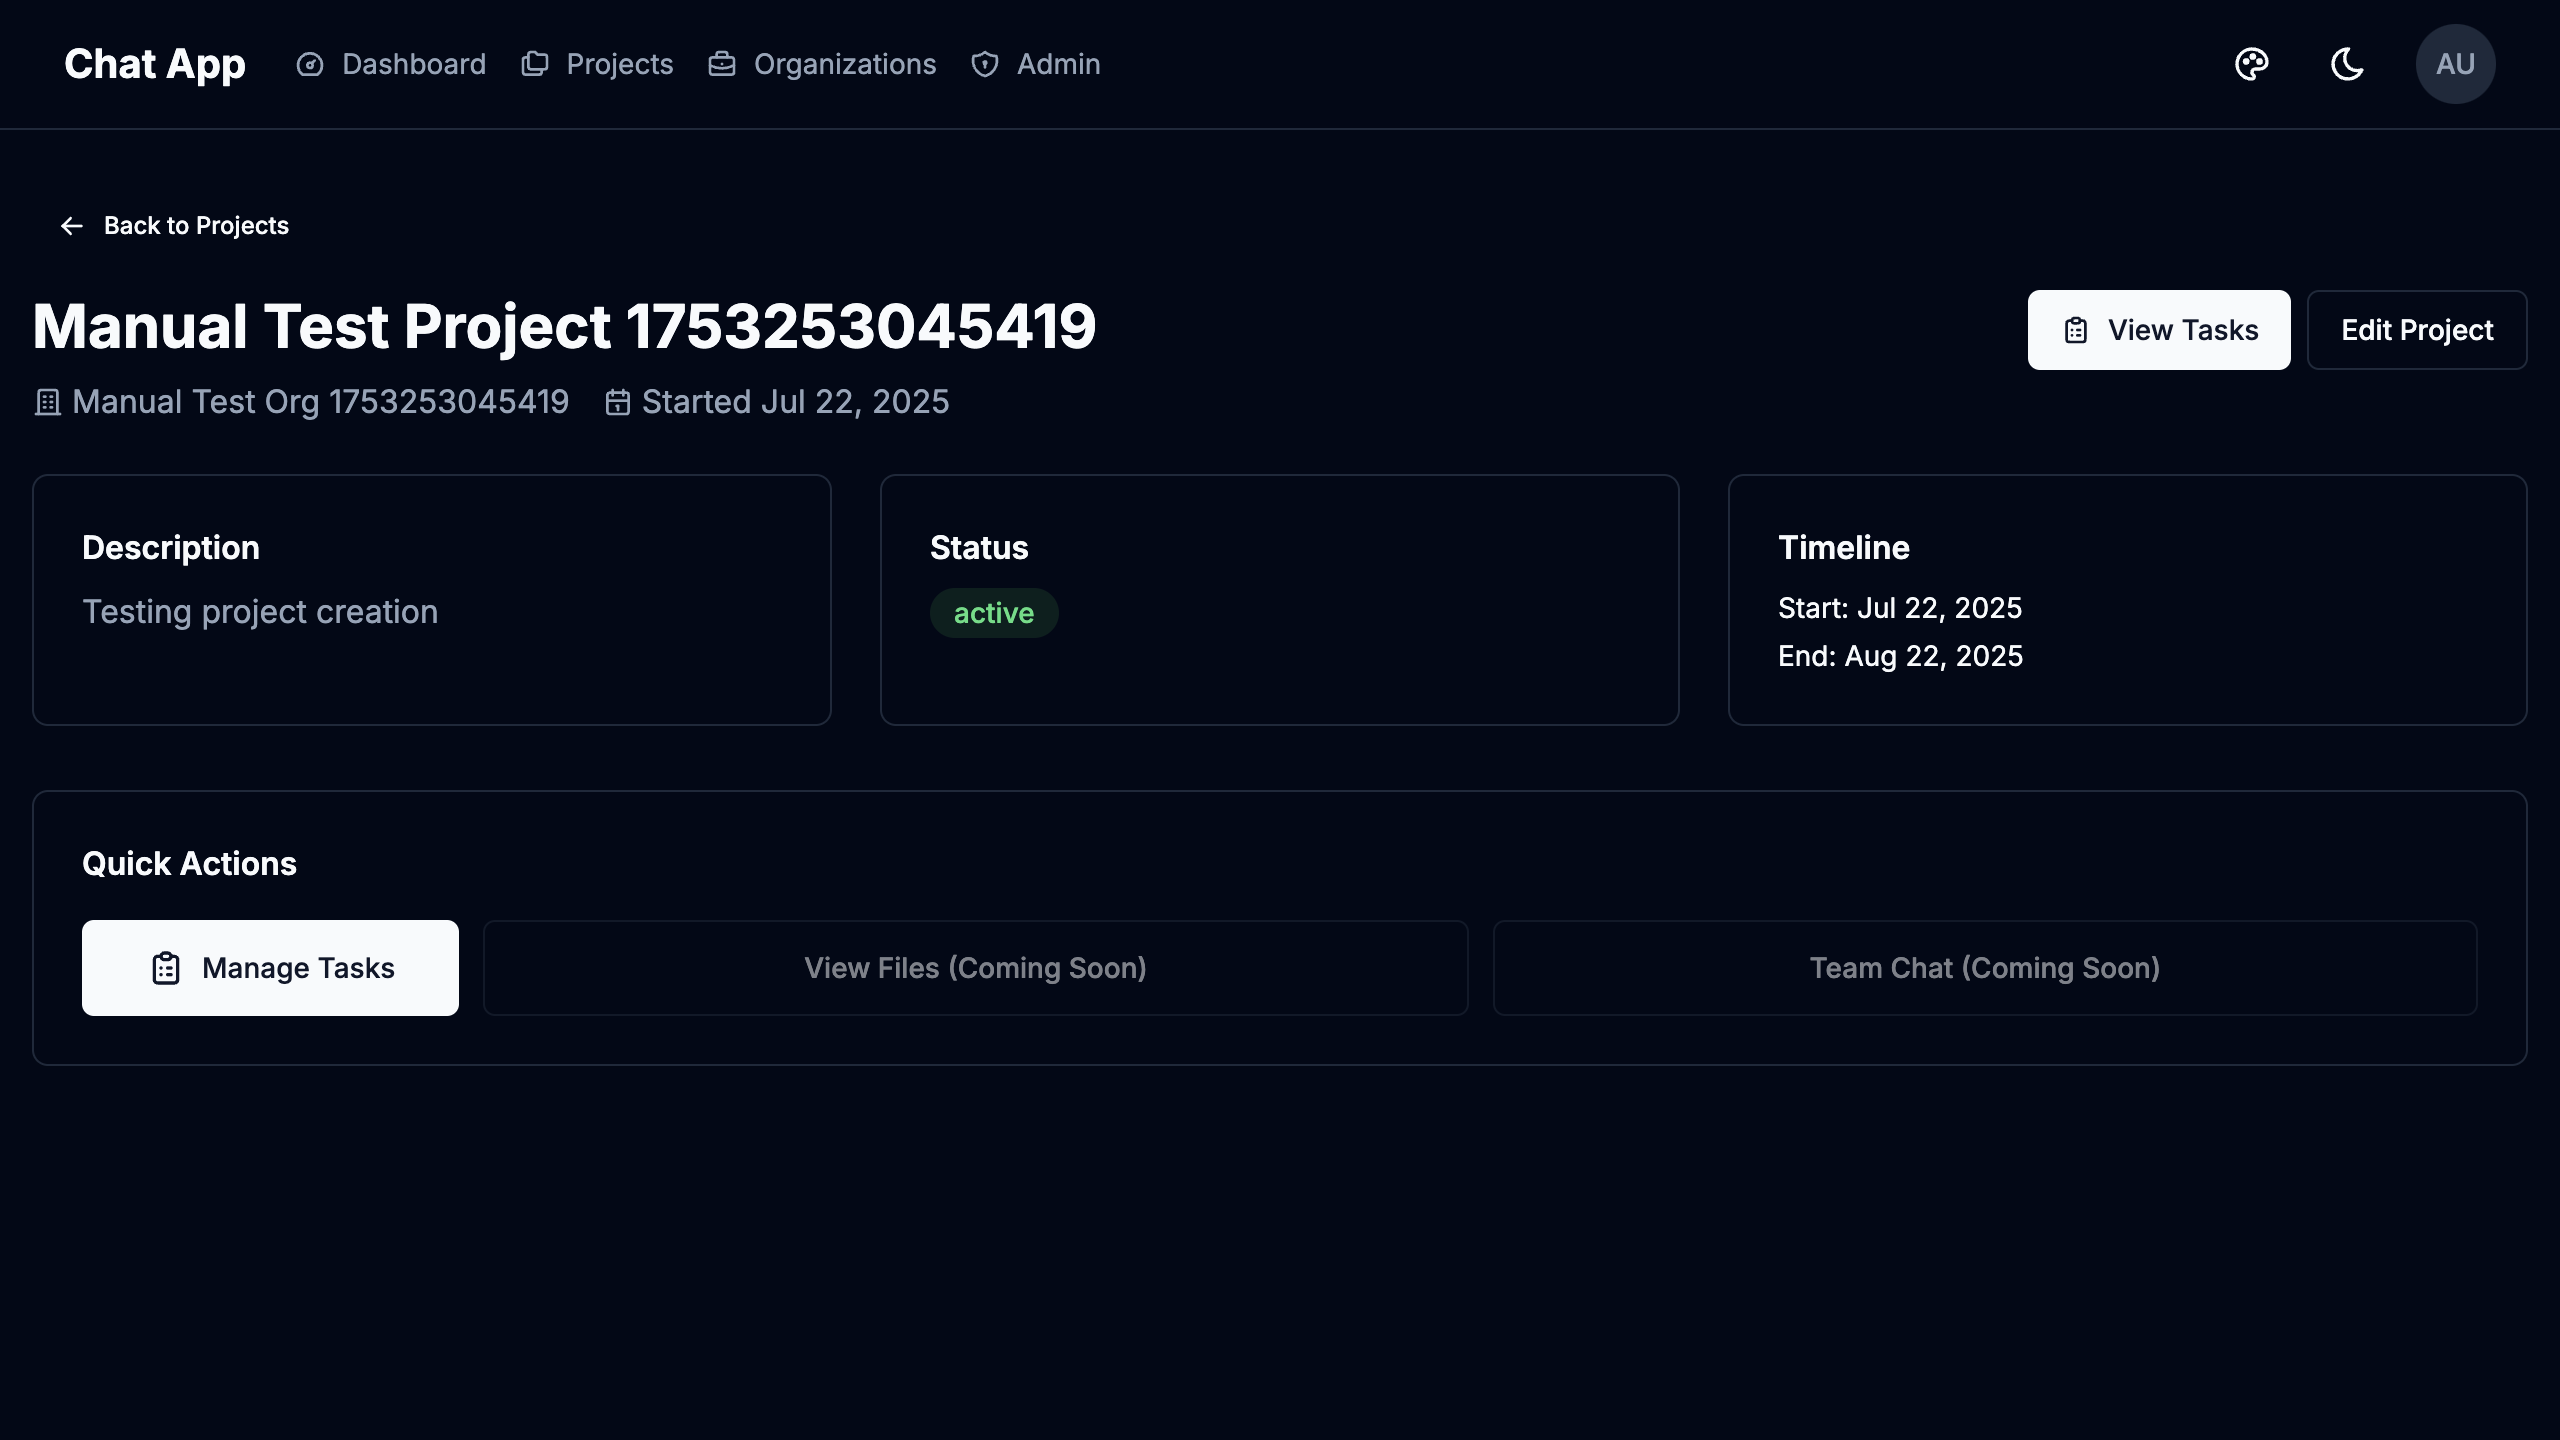 Chat App Dashboard Projects Organizations Admin AU
Back to Projects
Manual Test Project 1753253045419
View Tasks Edit Project
Manual Test Org 1753253045419 Started Jul 22, 2025
Description
Testing project creation
Status
active
Timeline
Start: Jul 22, 2025
End: Aug 22, 2025
Quick Actions
Manage Tasks View Files (Coming Soon) Team Chat (Coming Soon)